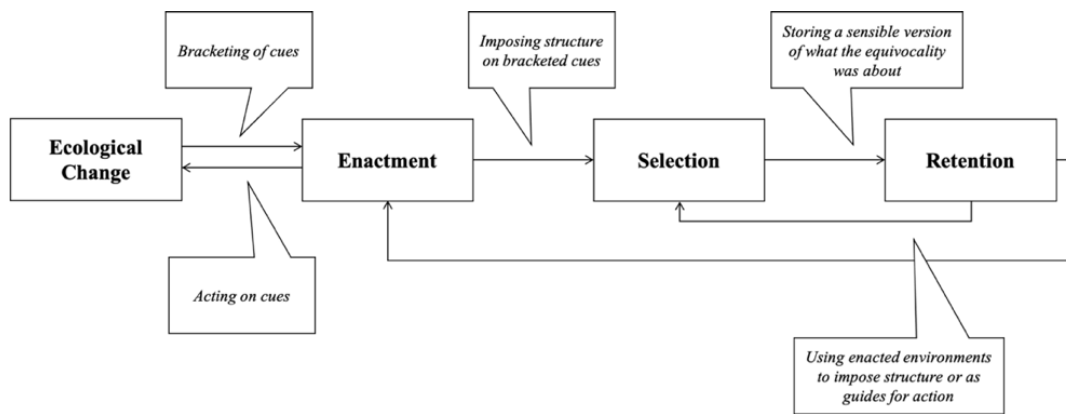 Bracketing of cues
Imposing structure
on bracketed cues
Storing a sensible version
of what the equivocality
was about
Ecological
Change
Enactment
Selection
Retention
Acting on cues
Using enacted environments
to impose structure or as
guides for action